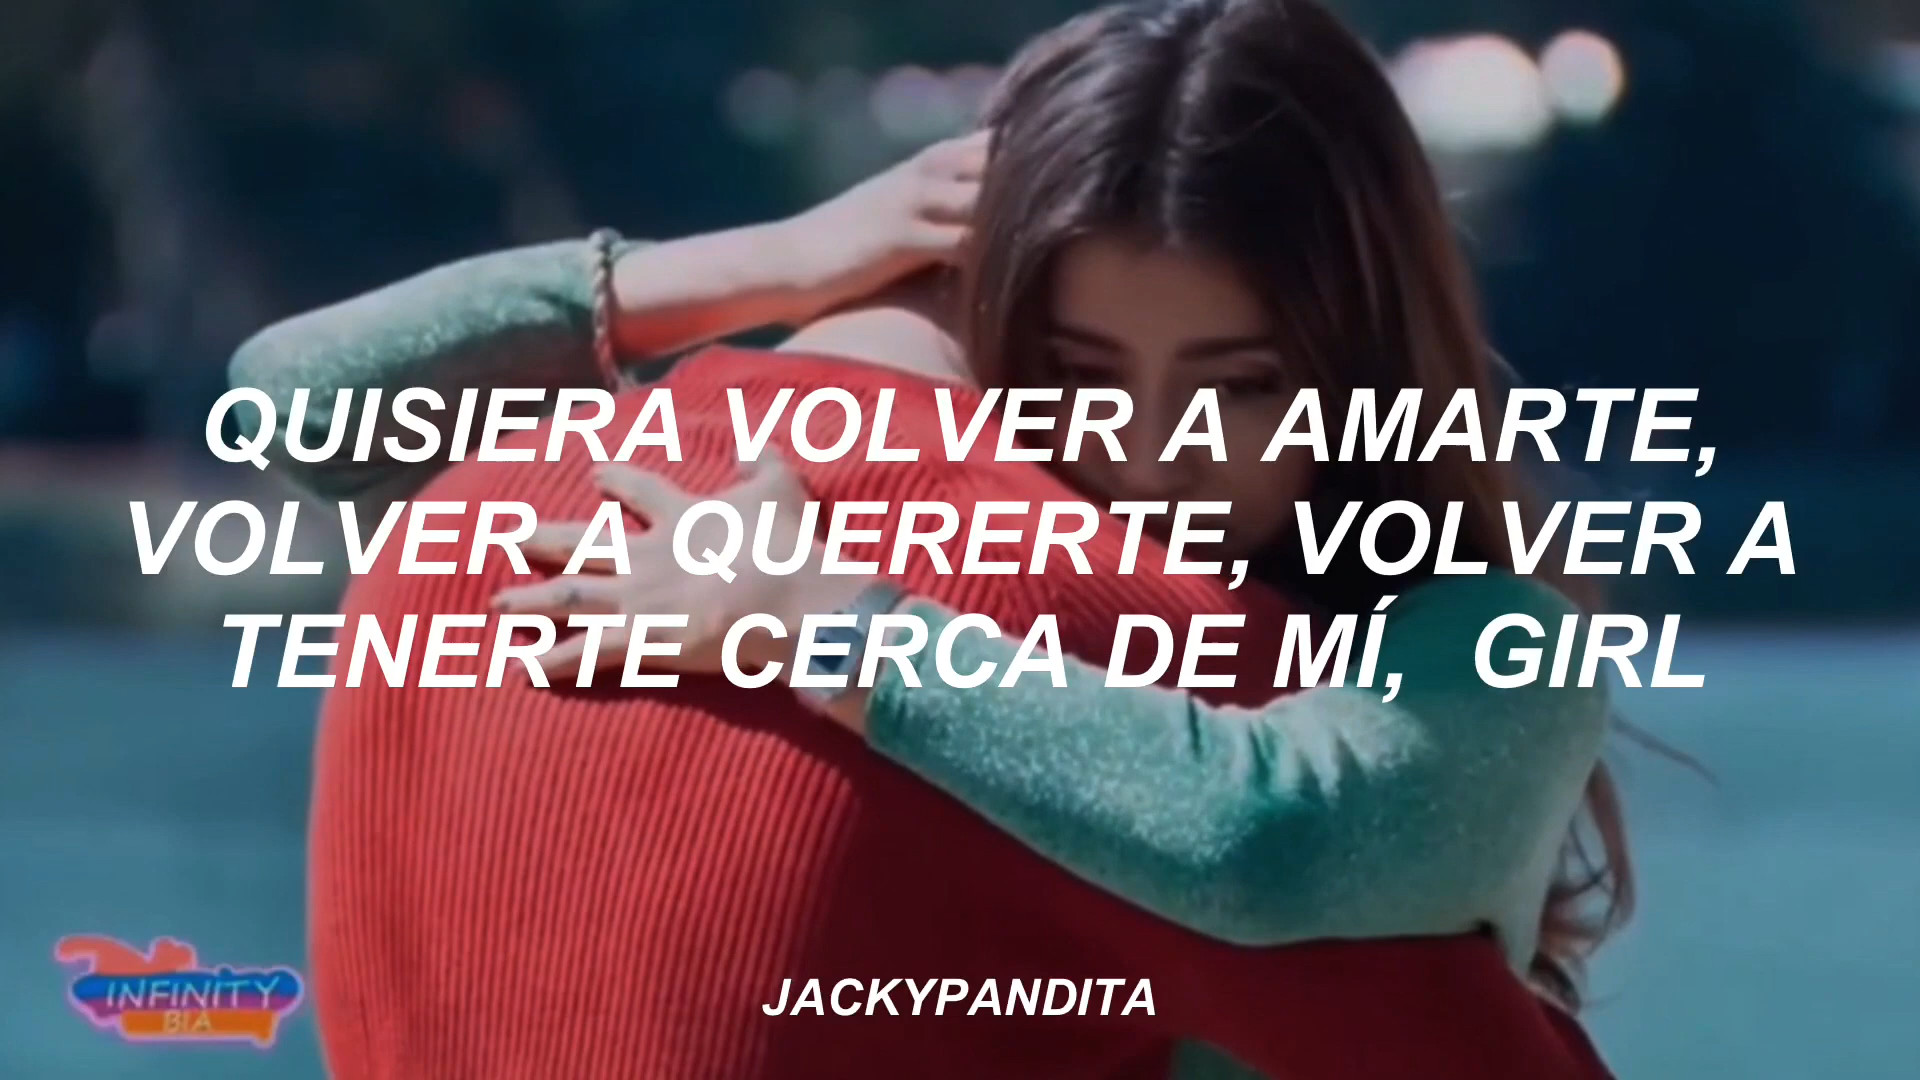 QUISIERA VOLVER A AMARTE,
VOLVER A QUERERTE, VOLVER A
TENERTE CERCA DE MÍ, GIRL
JACKYPANDITA
INFINITY
BIA